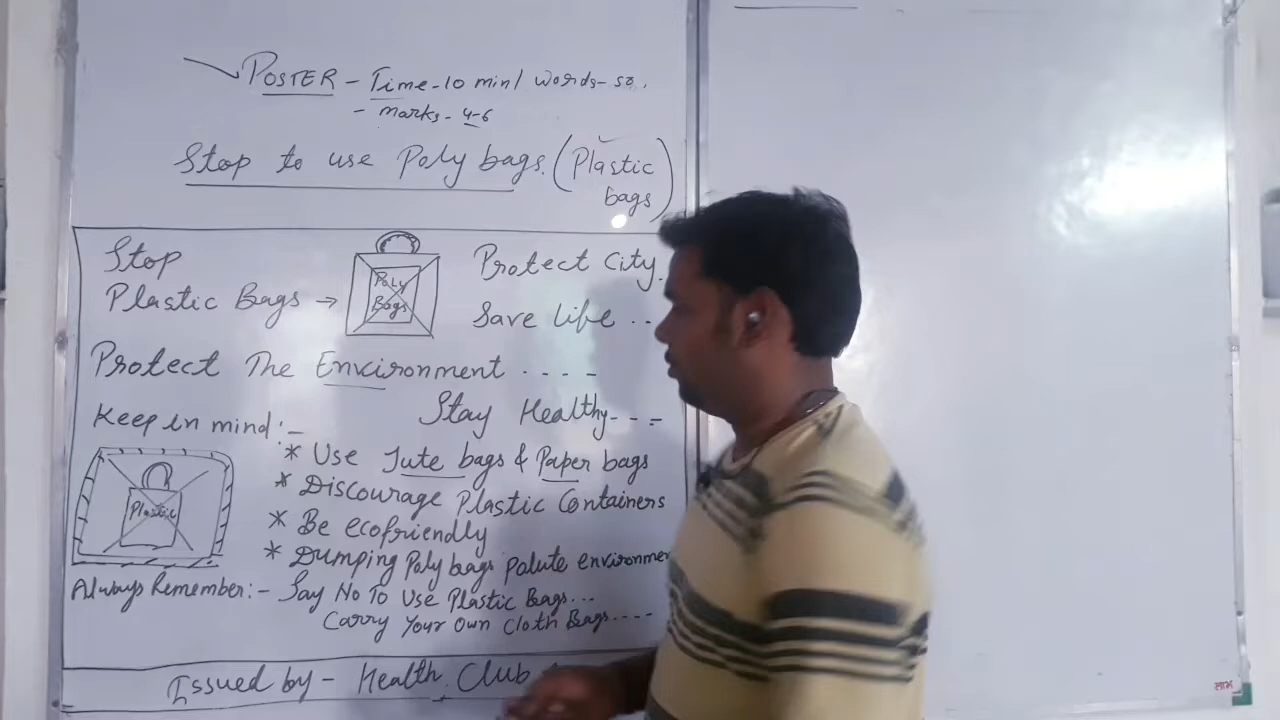 POSTER - Time-10 min/ words-50.
- marks- 4-6
Stop to use Poly bags. (Plastic bags)
Stop
Plastic Bags →
Poly
Bags
Protect City.
Save life ..
Protect The Environment ....
Stay Healthy---
Keep in mind:-
* Use Jute bags & Paper bags
* Discourage Plastic Containers
* Be ecofriendly
* Dumping Poly bags polute environmen
Plastic
Always Remember:- Say No To Use Plastic Bags...
Carry Your Own Cloth Bags....
Issued by - Health Club